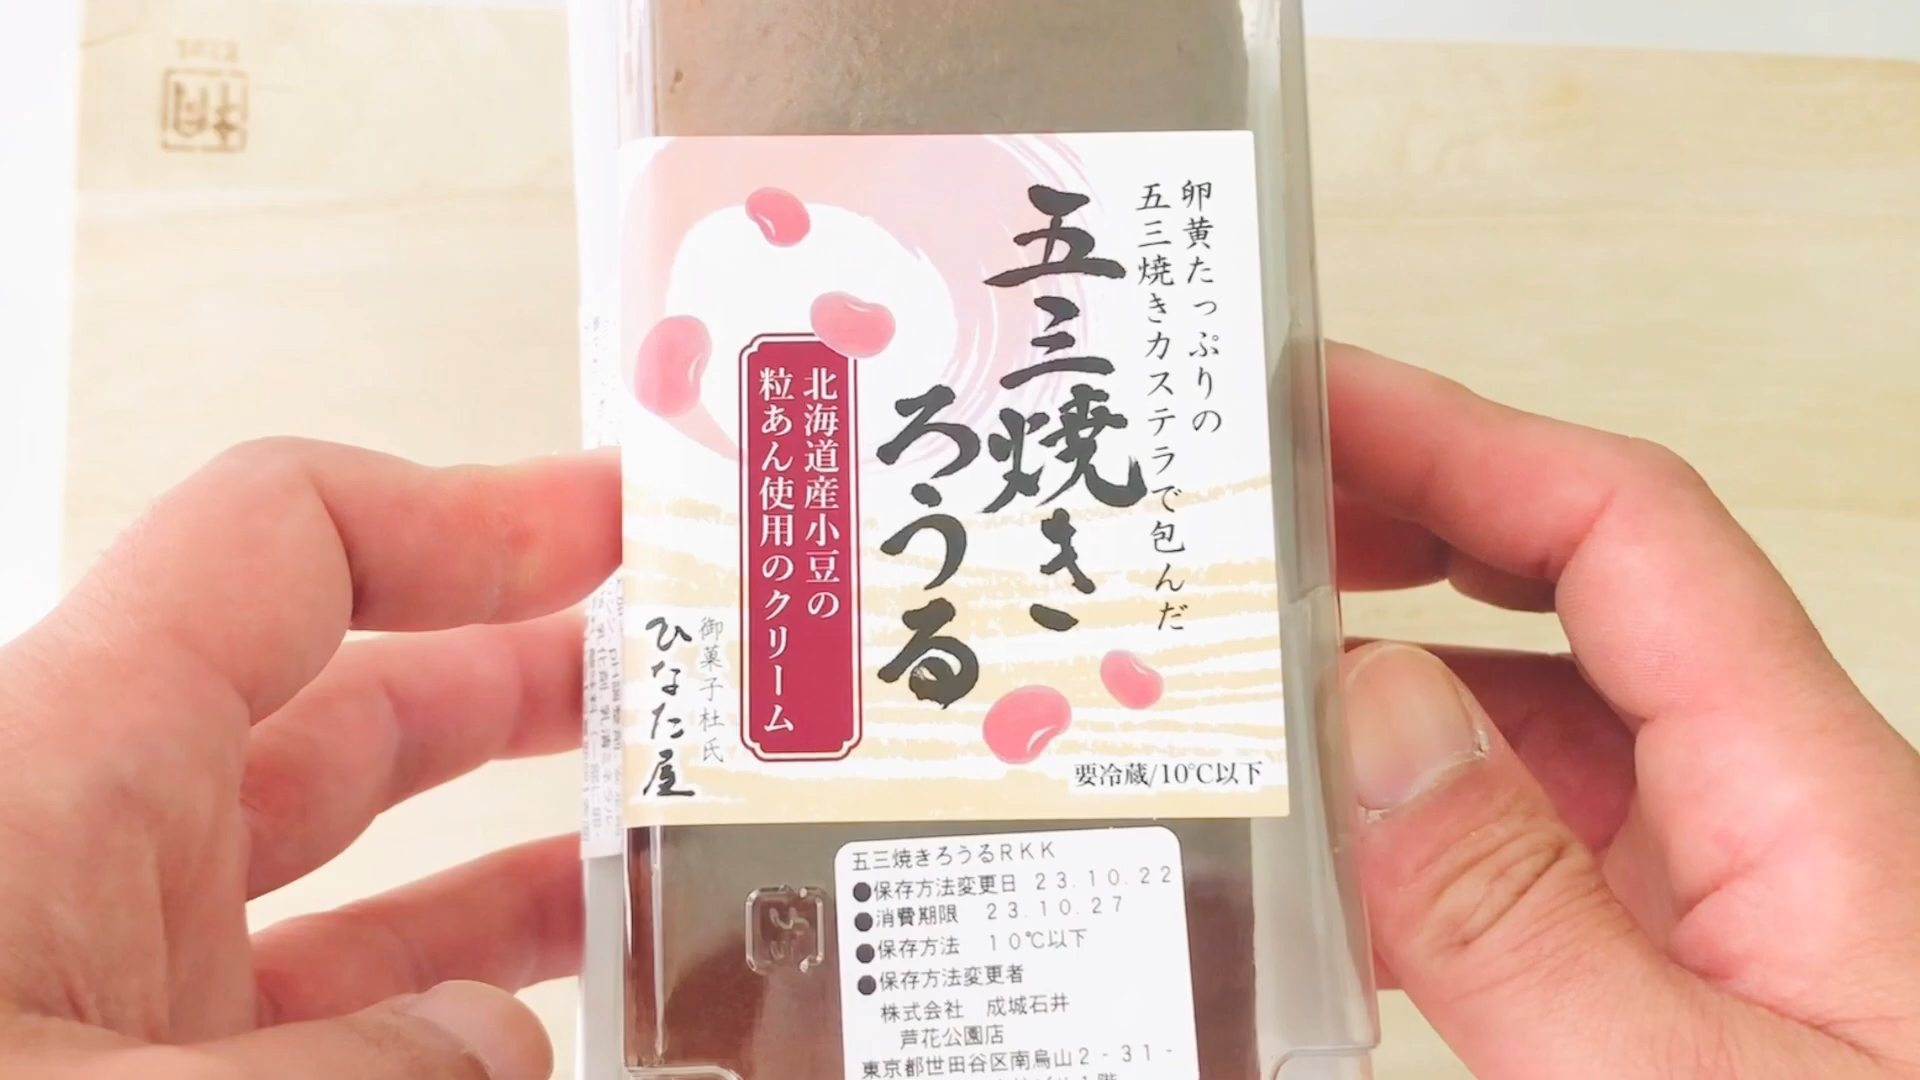 卵黄たっぷりの
五三焼きカステラで包んだ
五三焼き
ろうる
北海道産小豆の
粒あん使用のクリーム
御菓子杜氏
ひなた屋
要冷蔵/10℃以下
五三焼きろうるRKK
●保存方法変更日 23.10.22
●消費期限 23.10.27
●保存方法 10℃以下
●保存方法変更者
株式会社 成城石井
芦花公園店
東京都世田谷区南烏山2-31-
桐